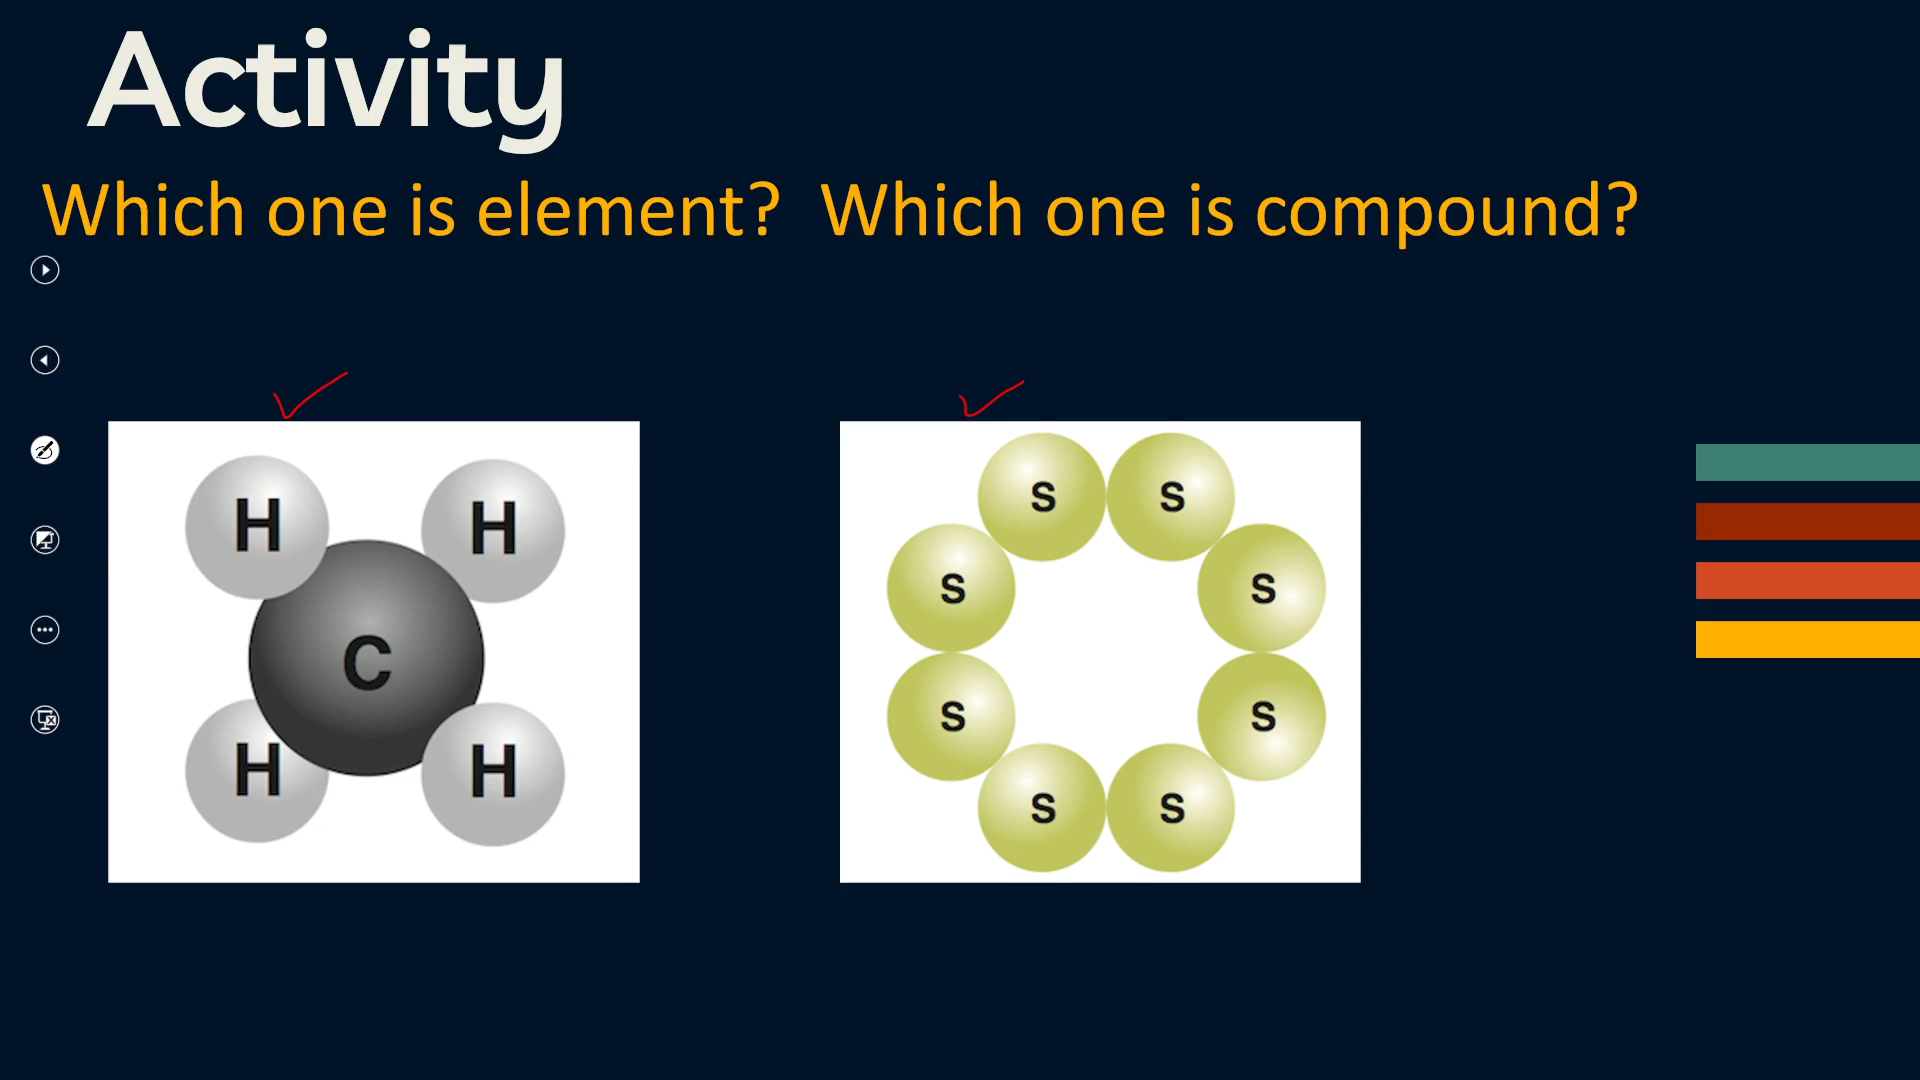 Activity
Which one is element? Which one is compound?
H H
C
H H
S S
S S
S S
S S